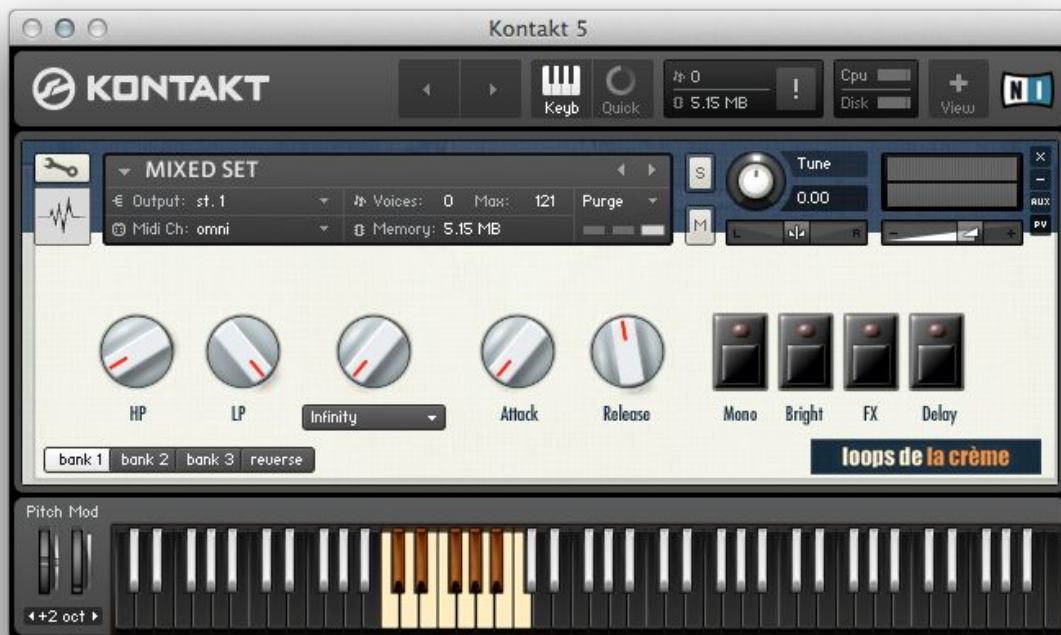 Kontakt 5
KONTAKT
Keyb
Quick
0
5.15 MB
!
Cpu
Disk
+
View
NI
MIXED SET
Output: st.1
Voices: 0 Max: 121
Purge
Midi Ch: omni
Memory: 5.15 MB
S
M
Tune
0.00
L
R
-
+
X
-
AUX
PV
HP
LP
Infinity
Attack
Release
Mono
Bright
FX
Delay
bank 1
bank 2
bank 3
reverse
loops de la crème
Pitch Mod
+2 oct